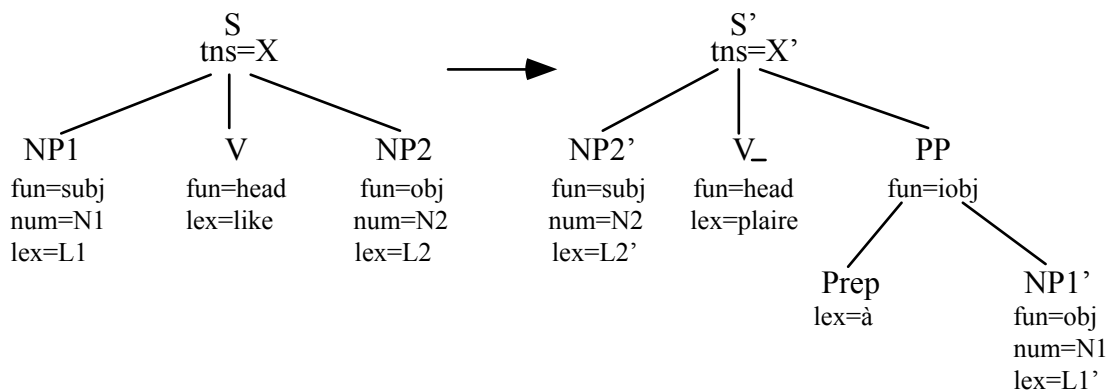 S S’
tns=X tns=X’
NP1 V NP2 NP2’ V_ PP
fun=subj fun=head fun=obj fun=subj fun=head fun=iobj
num=N1 lex=like num=N2 num=N2 lex=plaire
lex=L1 lex=L2 lex=L2’
Prep NP1’
lex=à fun=obj
num=N1
lex=L1’